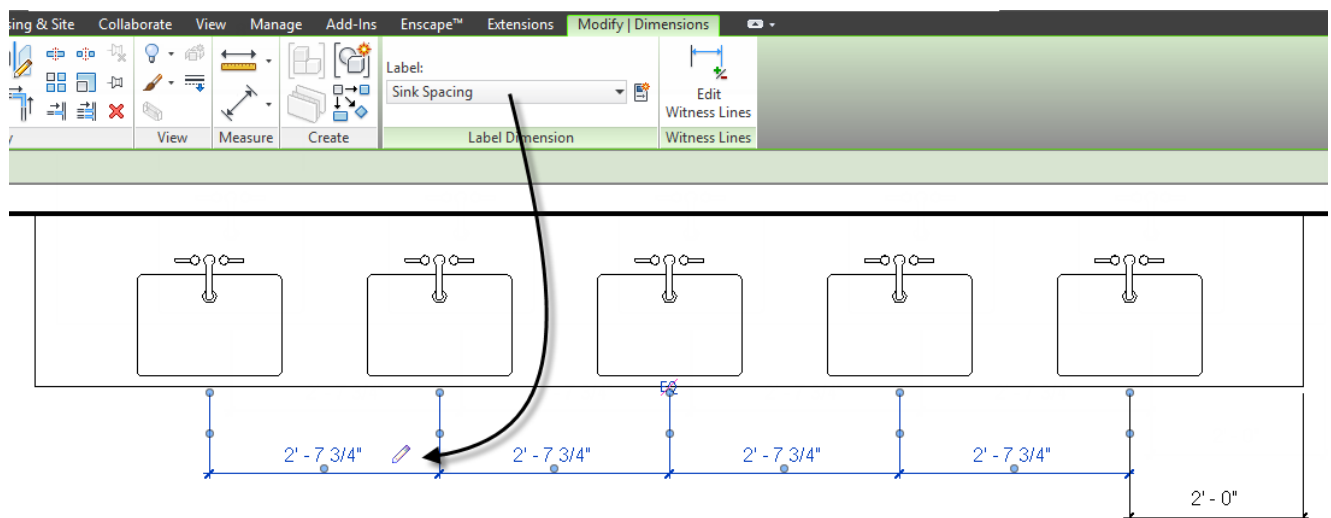 sing & Site Collaborate View Manage Add-Ins Enscape™ Extensions Modify | Dimensions
Label:
Sink Spacing
Edit
Witness Lines
View Measure Create Label Dimension Witness Lines
EQ
2' - 7 3/4" 2' - 7 3/4" 2' - 7 3/4" 2' - 7 3/4"
2' - 0"